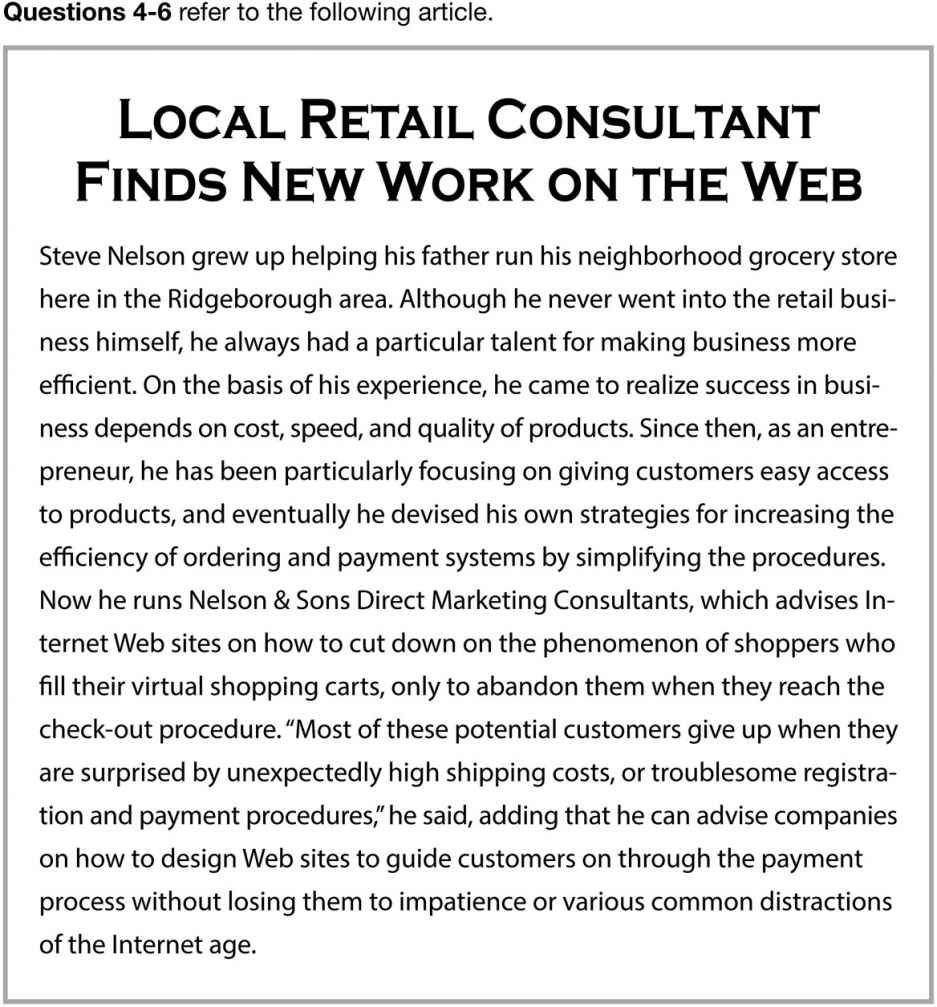 Questions 4-6 refer to the following article.
LOCAL RETAIL CONSULTANT
FINDS NEW WORK ON THE WEB
Steve Nelson grew up helping his father run his neighborhood grocery store
here in the Ridgeborough area. Although he never went into the retail busi-
ness himself, he always had a particular talent for making business more
efficient. On the basis of his experience, he came to realize success in busi-
ness depends on cost, speed, and quality of products. Since then, as an entre-
preneur, he has been particularly focusing on giving customers easy access
to products, and eventually he devised his own strategies for increasing the
efficiency of ordering and payment systems by simplifying the procedures.
Now he runs Nelson & Sons Direct Marketing Consultants, which advises In-
ternet Web sites on how to cut down on the phenomenon of shoppers who
fill their virtual shopping carts, only to abandon them when they reach the
check-out procedure. “Most of these potential customers give up when they
are surprised by unexpectedly high shipping costs, or troublesome registra-
tion and payment procedures,” he said, adding that he can advise companies
on how to design Web sites to guide customers on through the payment
process without losing them to impatience or various common distractions
of the Internet age.